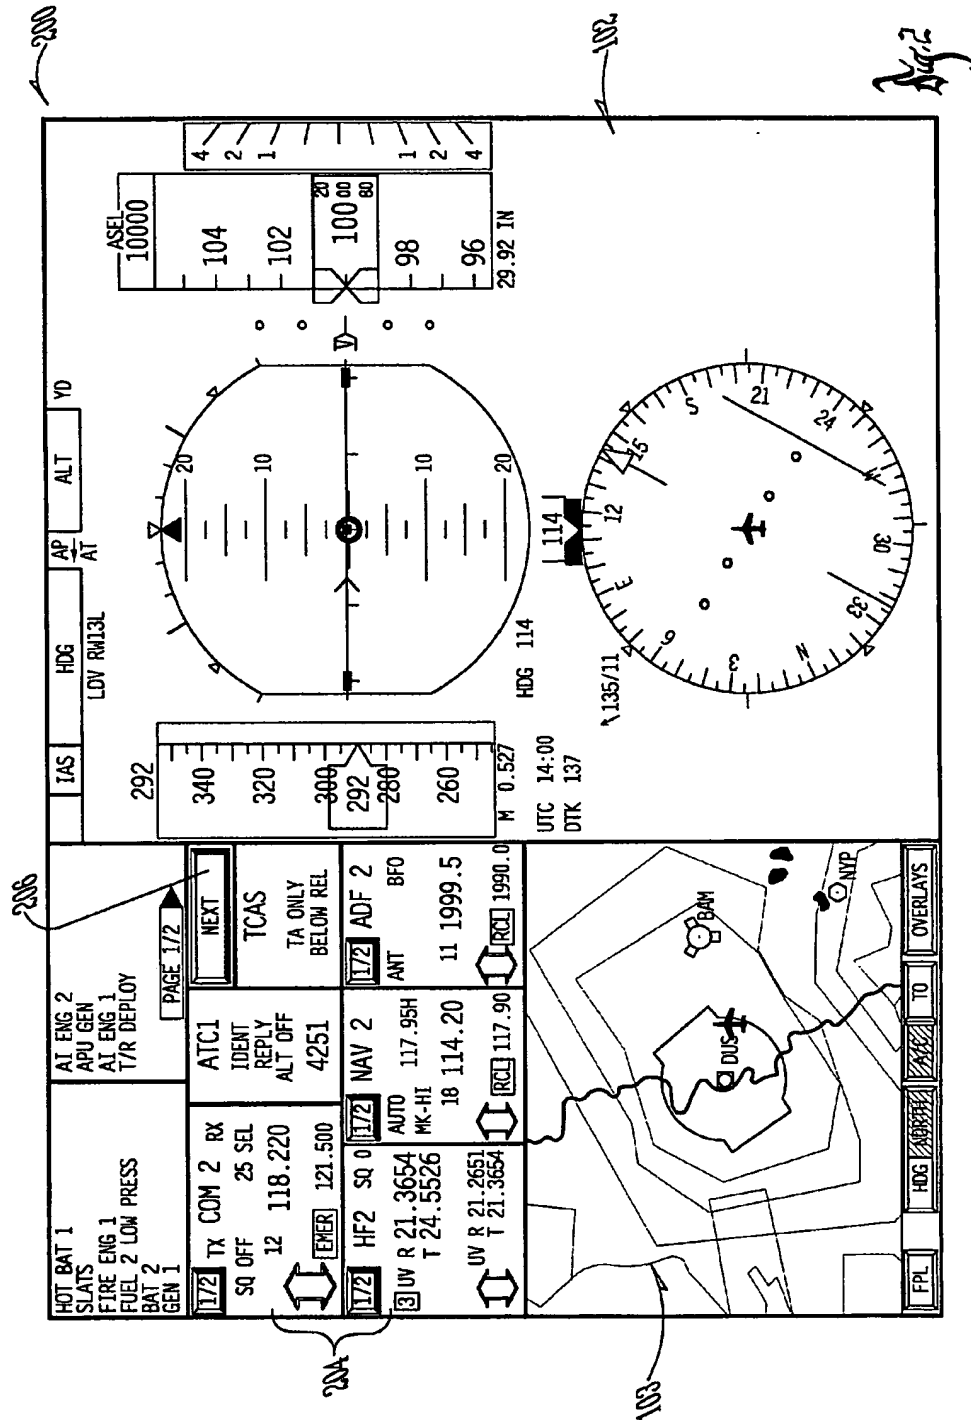 200
HOT BAT 1
SLATS
FIRE ENG 1
FUEL 2 LOW PRESS
BAT 2
GEN 1
AI ENG 2
APU GEN
AI ENG 1
T/R DEPLOY
PAGE 1/2
206
1/2 TX COM 2 RX
SQ OFF 25 SEL
12 118.220
EMER 121.500
ATC1
IDENT
REPLY
ALT OFF
4251
NEXT
TCAS
TA ONLY
BELOW REL
204
1/2 HF2 SQ 0
3 UV R 21.3654
T 24.5526
UV R 21.2651
T 21.3654
1/2 NAV 2
AUTO 117.95H
MK-HI
18 114.20
RCL 117.90
1/2 ADF 2
ANT BFO
11 1999.5
RCL 1990.0
DUS
BAM
NYP
FPL
HDG
NORTH
A/C
TO
OVERLAYS
103
IAS
HDG
AP
AT
ALT
YD
LOV RW13L
292
340
320
300
292
280
260
M 0.527
20
10
10
20
HDG 114
ASEL
10000
104
102
100
20
00
80
98
96
29.92 IN
4
2
1
1
2
4
V
UTC 14:00
DTK 137
135/11
114
N
3
6
E
12
15
S
21
24
W
30
33
102
Fig. 2